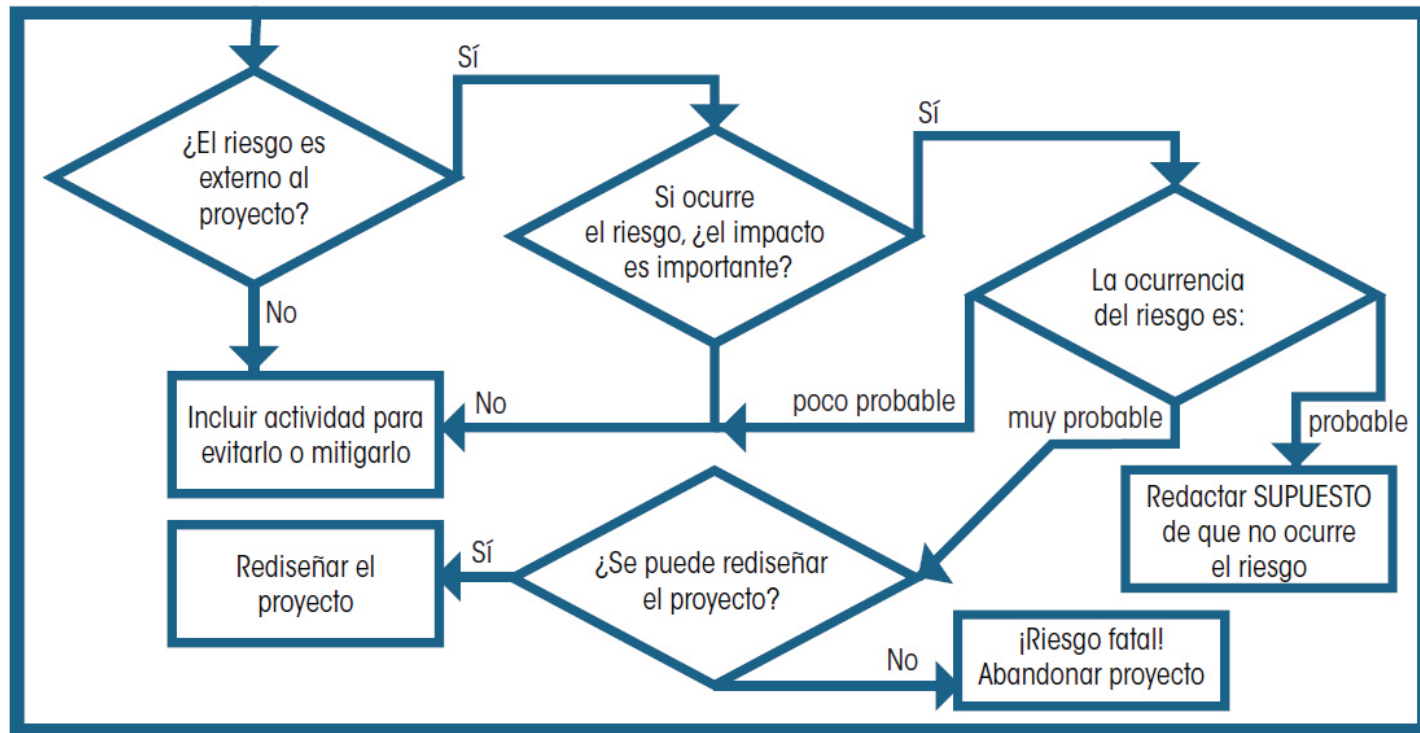 ¿El riesgo es
externo al
proyecto?
Sí
Si ocurre
el riesgo, ¿el impacto
es importante?
Sí
La ocurrencia
del riesgo es:
No
Incluir actividad para
evitarlo o mitigarlo
No
poco probable
muy probable
probable
Redactar SUPUESTO
de que no ocurre
el riesgo
¿Se puede rediseñar
el proyecto?
Sí
Rediseñar el
proyecto
No
¡Riesgo fatal!
Abandonar proyecto